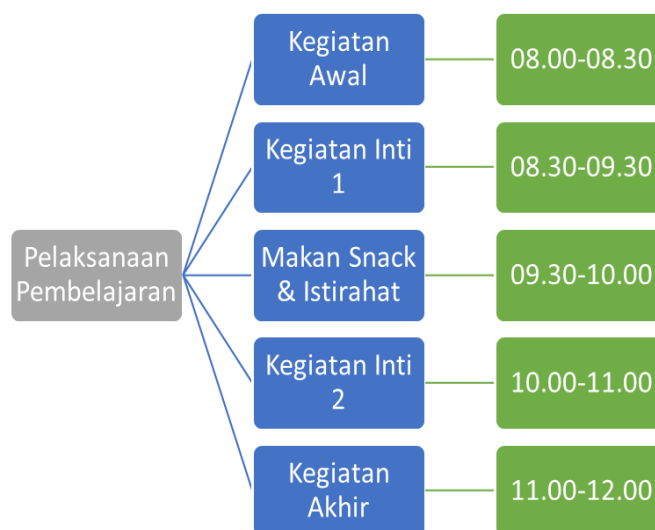 Pelaksanaan
Pembelajaran
Kegiatan
Awal
08.00-08.30
Kegiatan Inti
1
08.30-09.30
Makan Snack
& Istirahat
09.30-10.00
Kegiatan Inti
2
10.00-11.00
Kegiatan
Akhir
11.00-12.00